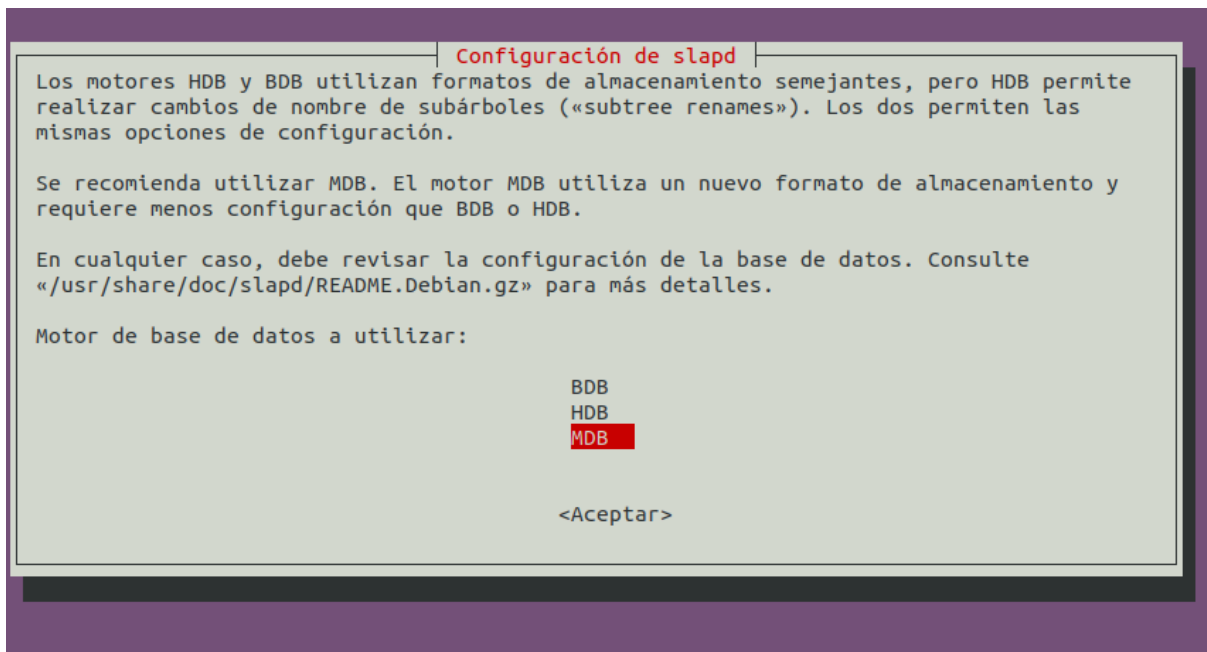 Configuración de slapd
Los motores HDB y BDB utilizan formatos de almacenamiento semejantes, pero HDB permite
realizar cambios de nombre de subárboles («subtree renames»). Los dos permiten las
mismas opciones de configuración.
Se recomienda utilizar MDB. El motor MDB utiliza un nuevo formato de almacenamiento y
requiere menos configuración que BDB o HDB.
En cualquier caso, debe revisar la configuración de la base de datos. Consulte
«/usr/share/doc/slapd/README.Debian.gz» para más detalles.
Motor de base de datos a utilizar:
BDB
HDB
MDB
<Aceptar>